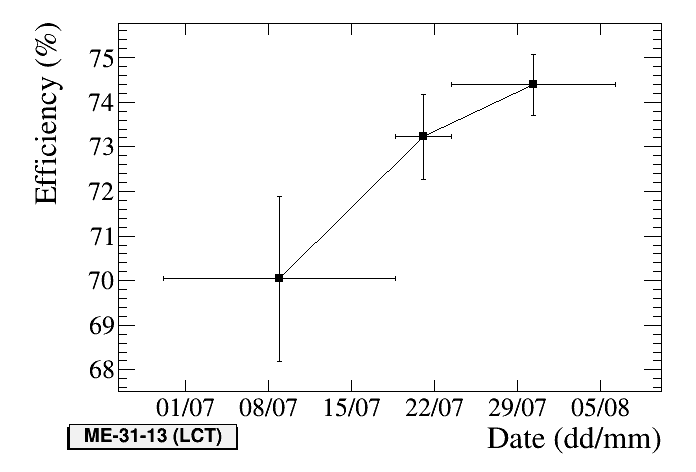 Efficiency (%)
75
74
73
72
71
70
69
68
01/07 08/07 15/07 22/07 29/07 05/08
ME-31-13 (LCT)
Date (dd/mm)